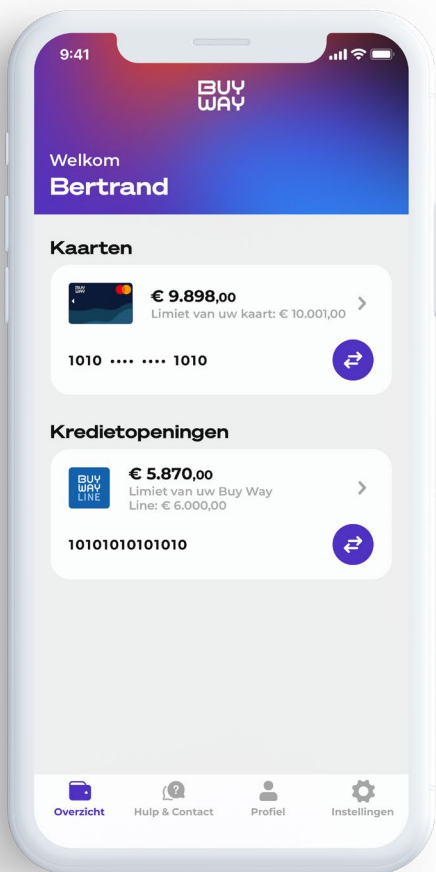 9:41
BUY
WAY
Welkom
Bertrand
Kaarten
BUY
WAY
€ 9.898,00
Limiet van uw kaart: € 10.001,00
1010 •••• •••• 1010
Kredietopeningen
BUY
WAY
LINE
€ 5.870,00
Limiet van uw Buy Way
Line: € 6.000,00
10101010101010
Overzicht
Hulp & Contact
Profiel
Instellingen